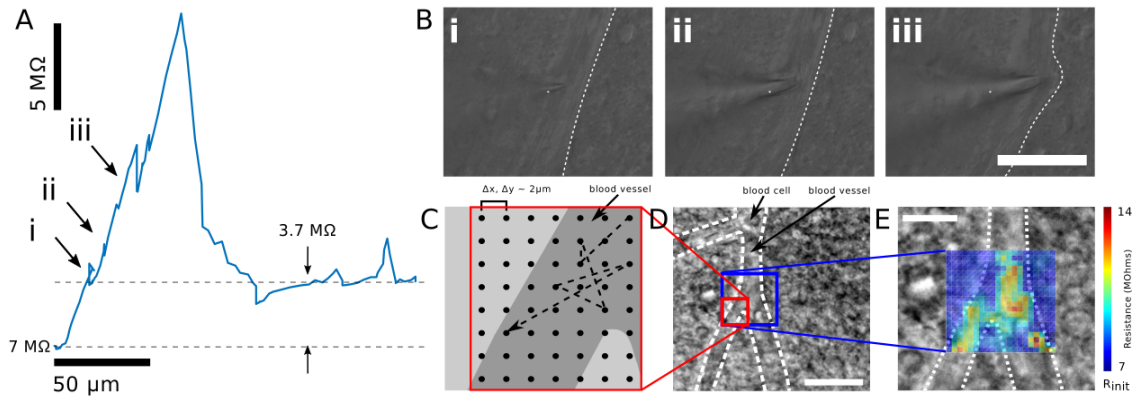 A
5 MΩ
iii
ii
i
3.7 MΩ
7 MΩ
50 µm
B
i
ii
iii
Δx, Δy ~ 2µm
blood vessel
C
blood cell
blood vessel
D
E
14
Resistance (MOhms)
7
Rinit